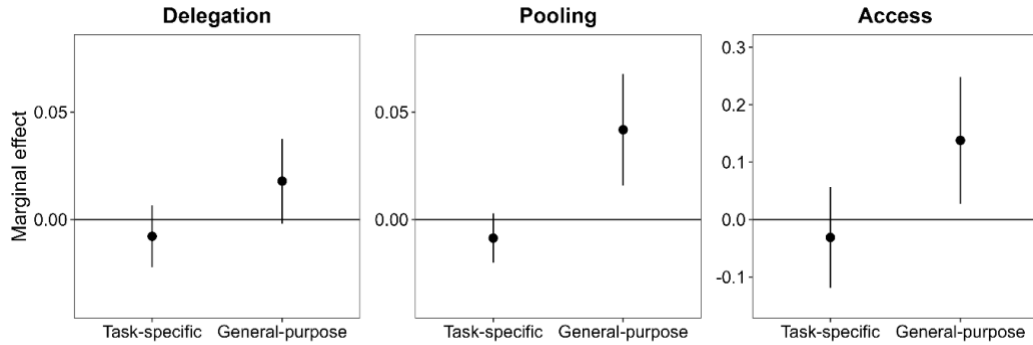 Delegation
Pooling
Access
Marginal effect
0.05
0.00
Task-specific General-purpose
0.05
0.00
Task-specific General-purpose
0.3
0.2
0.1
0.0
-0.1
Task-specific General-purpose